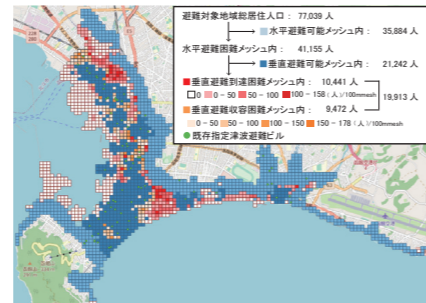 避難対象地域総居住人口： 77,039 人
水平避難可能メッシュ内： 35,884 人
水平避難困難メッシュ内： 41,155 人
垂直避難可能メッシュ内： 21,242 人
垂直避難到達困難メッシュ内： 10,441 人
0 0 - 50 50 - 100 100 - 158 (人)/100mmesh
19,913 人
垂直避難収容困難メッシュ内： 9,472 人
0 - 50 50 - 100 100 - 150 150 - 178 (人)/100mmesh
既存指定津波避難ビル